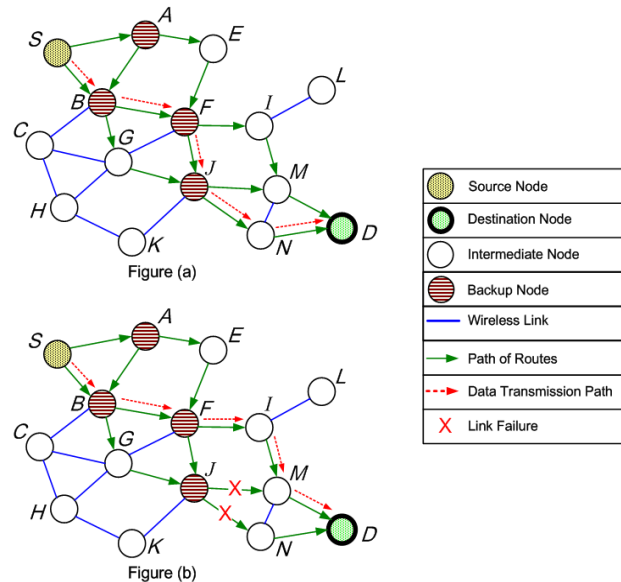 A
S
E
L
B
F
I
C
G
M
J
H
N
D
K
Figure (a)
Source Node
Destination Node
Intermediate Node
Backup Node
Wireless Link
Path of Routes
Data Transmission Path
X Link Failure
A
S
E
L
B
F
I
C
G
J
M
X
X
H
N
D
K
Figure (b)